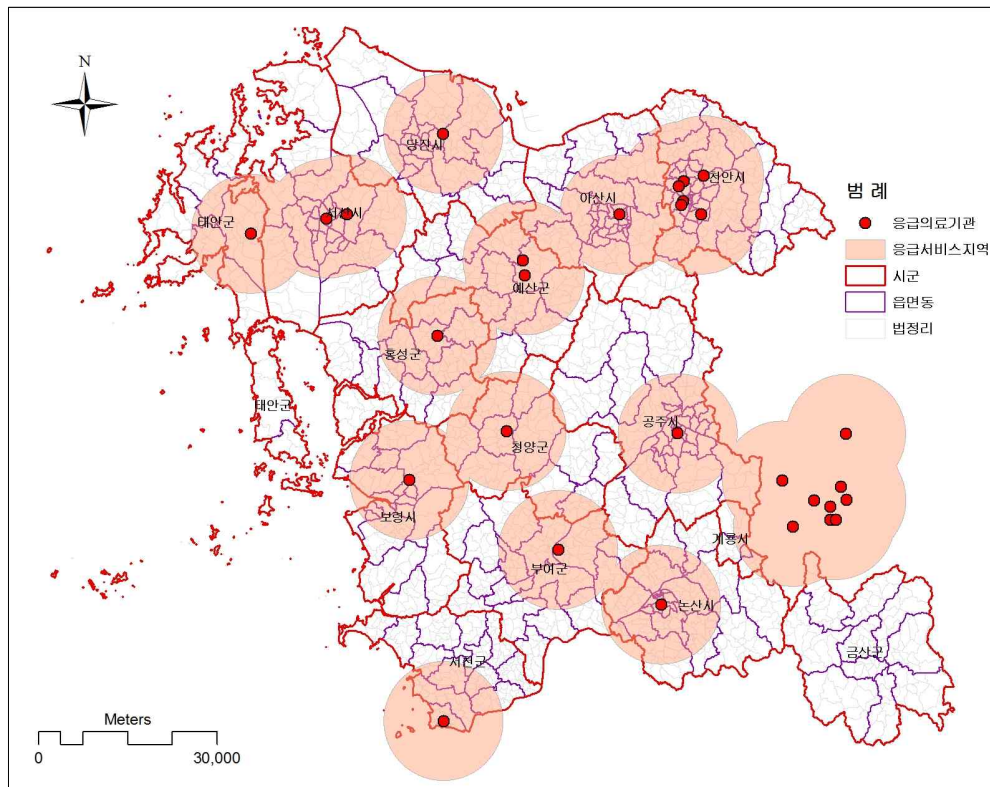 N
당진시
천안시
아산시
서산시
태안군
예산군
홍성군
태안군
공주시
청양군
보령시
계룡시
부여군
논산시
금산군
서천군
범 례
응급의료기관
응급서비스지역
시군
읍면동
법정리
Meters
0 30,000